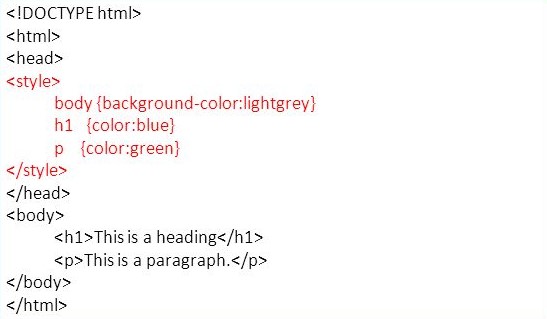 <!DOCTYPE html>
<html>
<head>
<style>
body {background-color:lightgrey}
h1 {color:blue}
p {color:green}
</style>
</head>
<body>
<h1>This is a heading</h1>
<p>This is a paragraph.</p>
</body>
</html>